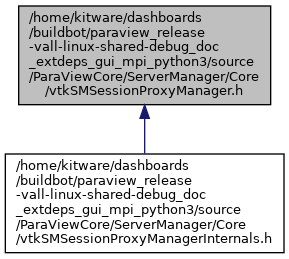 /home/kitware/dashboards
/buildbot/paraview_release
-vall-linux-shared-debug_doc
_extdeps_gui_mpi_python3/source
/ParaViewCore/ServerManager/Core
/vtkSMSessionProxyManager.h
/home/kitware/dashboards
/buildbot/paraview_release
-vall-linux-shared-debug_doc
_extdeps_gui_mpi_python3/source
/ParaViewCore/ServerManager/Core
/vtkSMSessionProxyManagerInternals.h